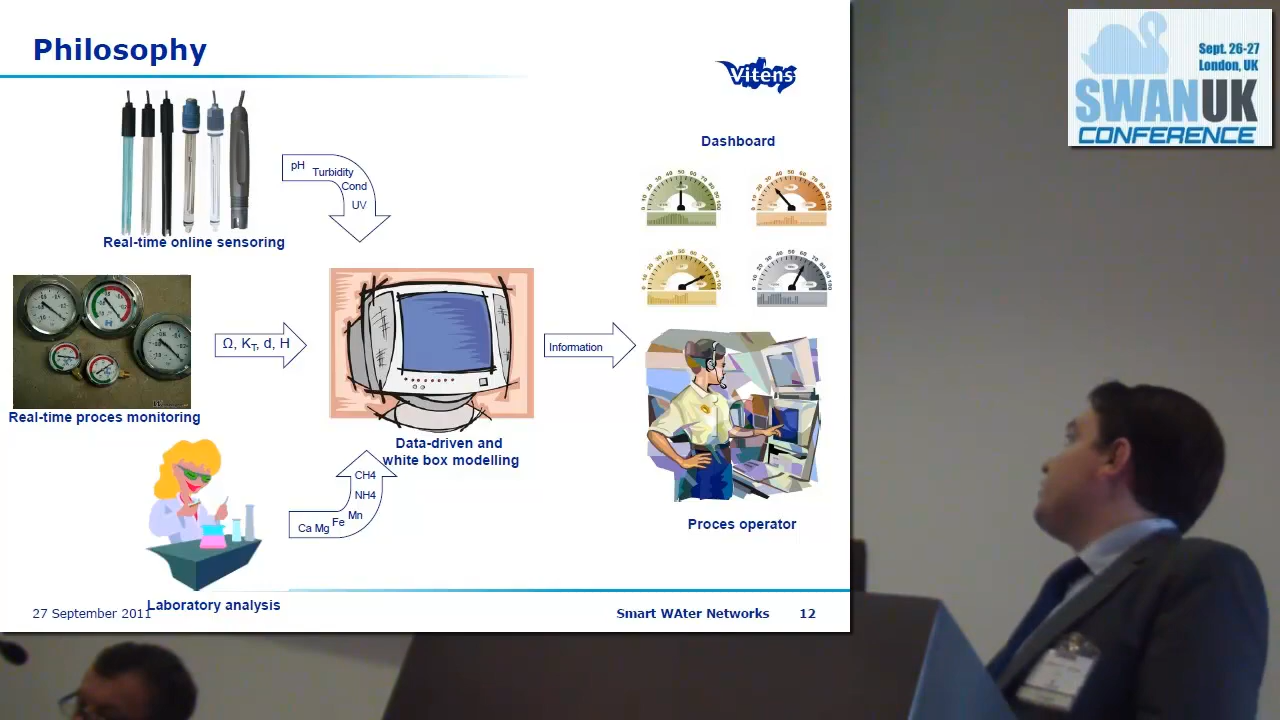 Philosophy
Vitens
Sept. 26-27
London, UK
SWANUK
CONFERENCE
Dashboard
pH
Turbidity
Cond
UV
Real-time online sensoring
Ω, KT, d, H
Information
Real-time proces monitoring
Data-driven and
white box modelling
CH4
NH4
Mn
Fe
Ca Mg
Proces operator
Laboratory analysis
27 September 2011
Smart WAter Networks
12